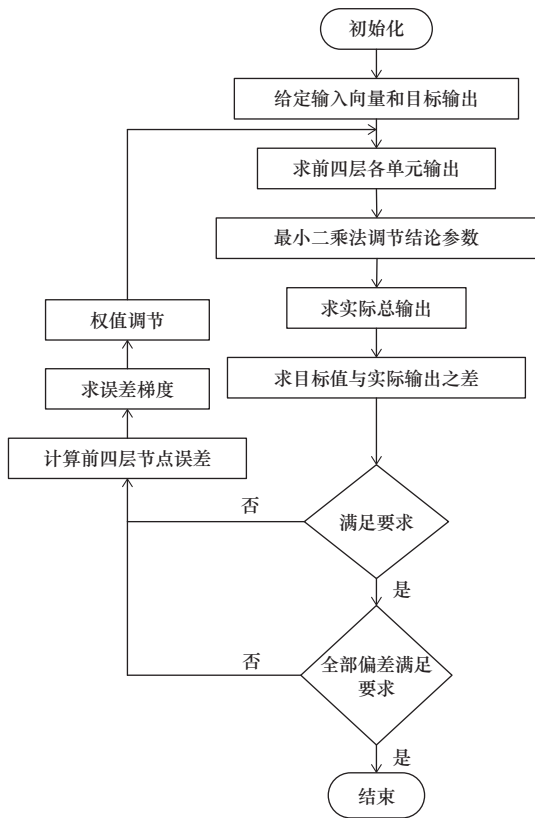 初始化
给定输入向量和目标输出
求前四层各单元输出
最小二乘法调节结论参数
求实际总输出
权值调节
求目标值与实际输出之差
求误差梯度
计算前四层节点误差
否
满足要求
是
否
全部偏差满足
要求
是
结束